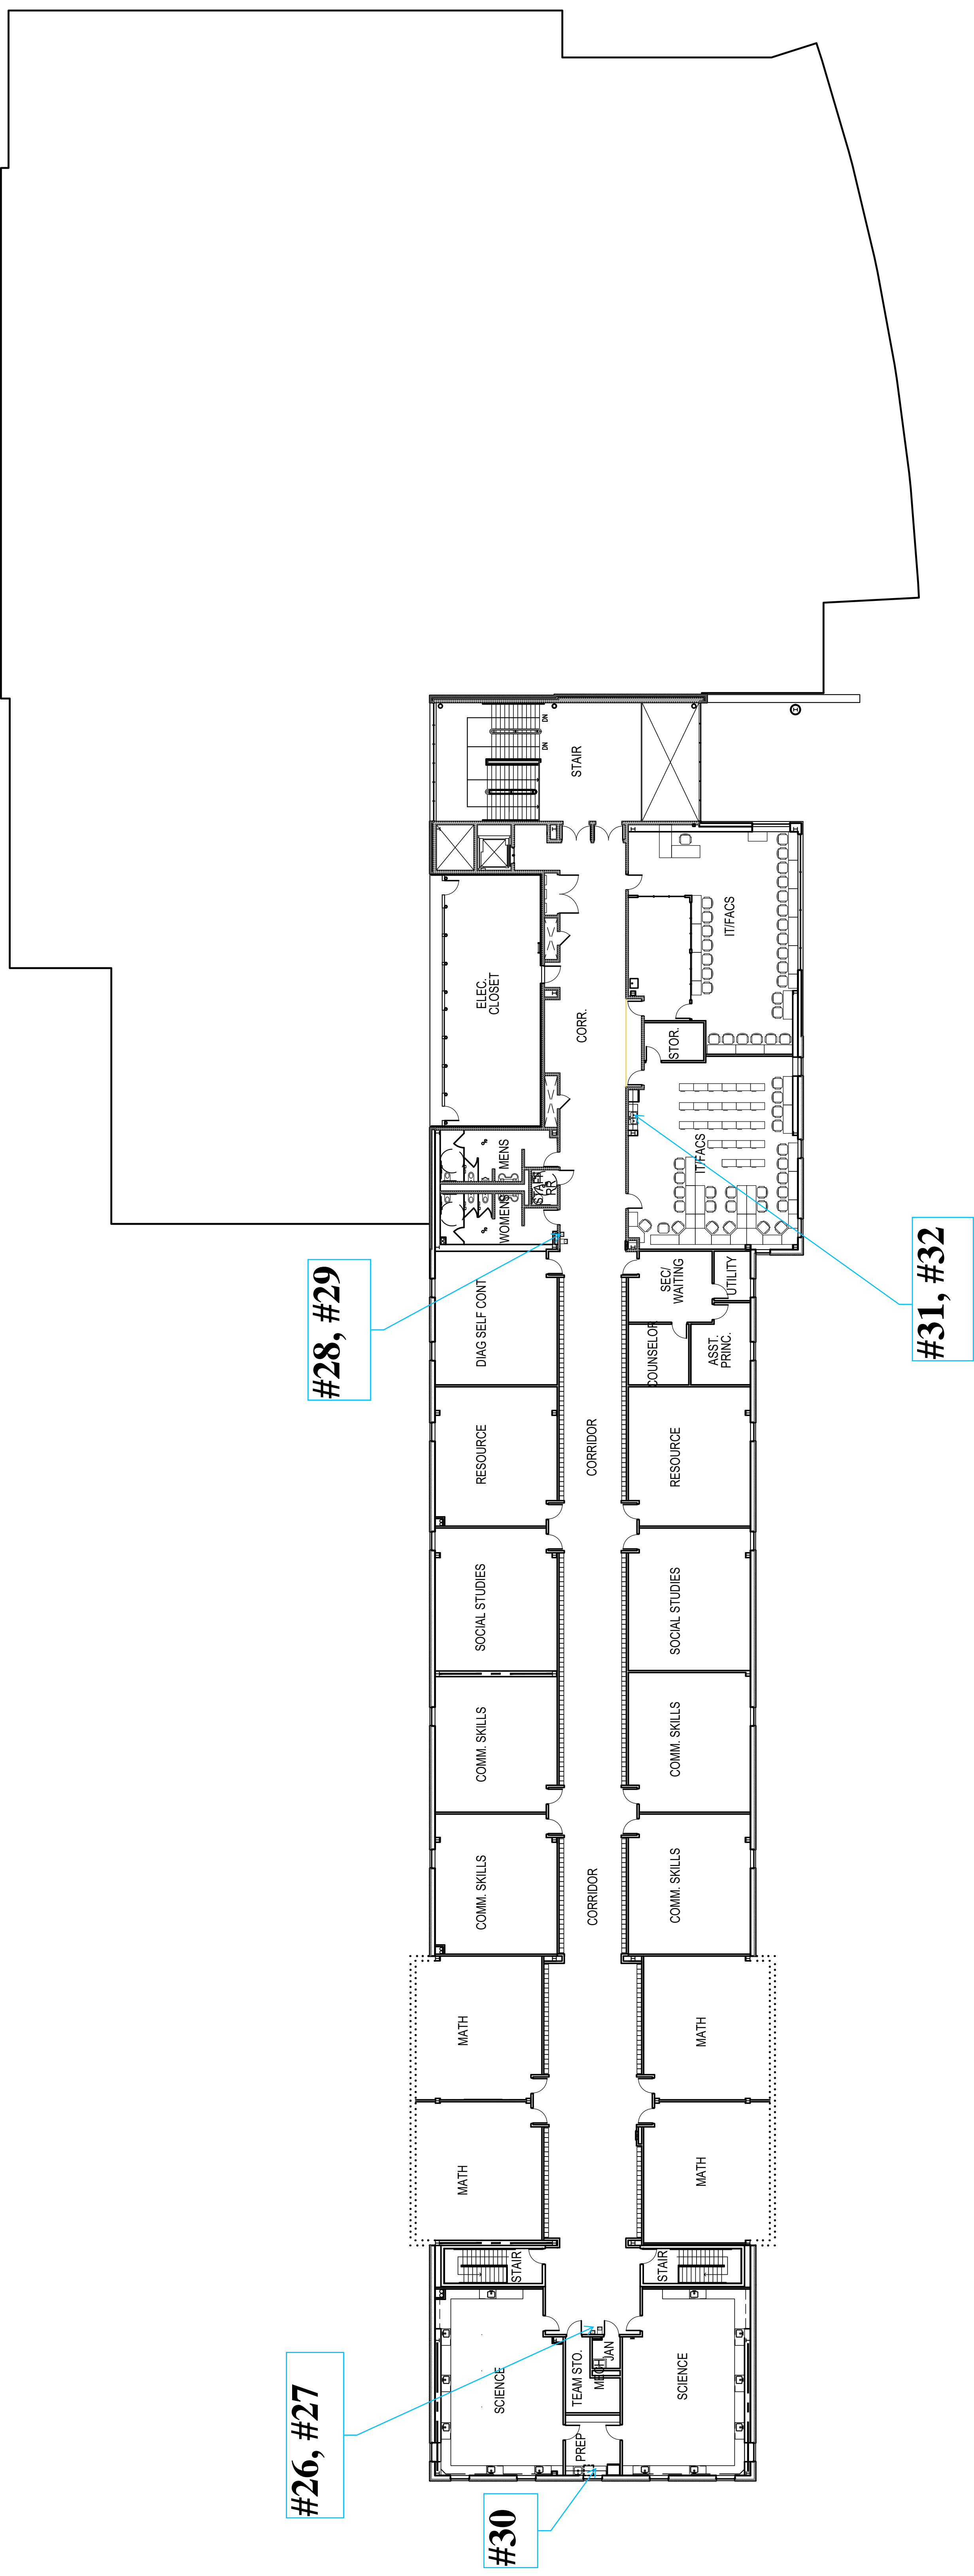 DN
DN
STAIR
IT/FACS
ELEC.
CLOSET
CORR.
STOR.
IT/FACS
MENS
STAFF
RR
WOMENS
#28, #29
#31, #32
DIAG SELF CONT
SEC/
WAITING
UTILITY
COUNSELOR
ASST.
PRINC.
RESOURCE
CORRIDOR
RESOURCE
SOCIAL STUDIES
SOCIAL STUDIES
COMM. SKILLS
COMM. SKILLS
COMM. SKILLS
CORRIDOR
COMM. SKILLS
MATH
MATH
MATH
MATH
STAIR
STAIR
SCIENCE
TEAM STO.
MECH
JAN
SCIENCE
PREP
#26, #27
#30